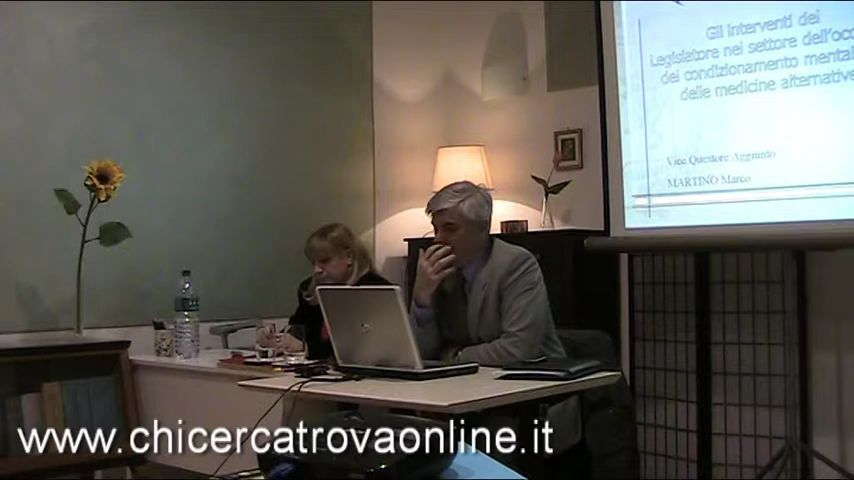 Gli interventi dei
Legislatore nel settore dell'occ
del condizionamento mental
delle medicine alternative
Vice Questore Aggiunto
MARTINO Marco
www.chicercatrovaonline.it